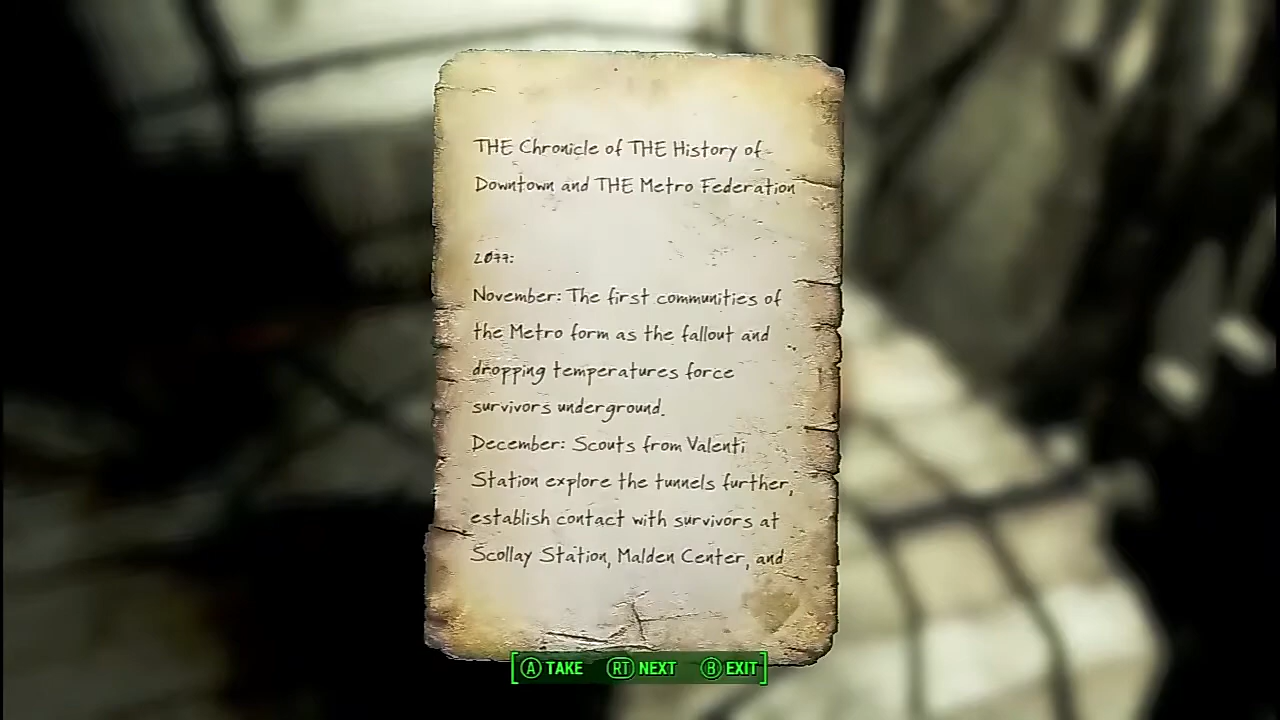 THE Chronicle of THE History of
Downtown and THE Metro Federation
2077:
November: The first communities of
the Metro form as the fallout and
dropping temperatures force
survivors underground.
December: Scouts from Valenti
Station explore the tunnels further,
establish contact with survivors at
Scollay Station, Malden Center, and
A TAKE RT NEXT B EXIT